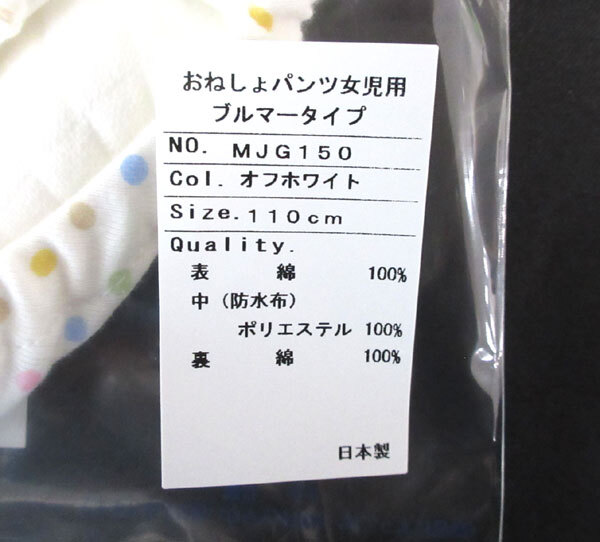 おねしょパンツ女児用
ブルマータイプ
NO. MJG150
Col. オフホワイト
Size.110cm
Quality.
表 綿 100%
中(防水布)
ポリエステル 100%
裏 綿 100%
日本製